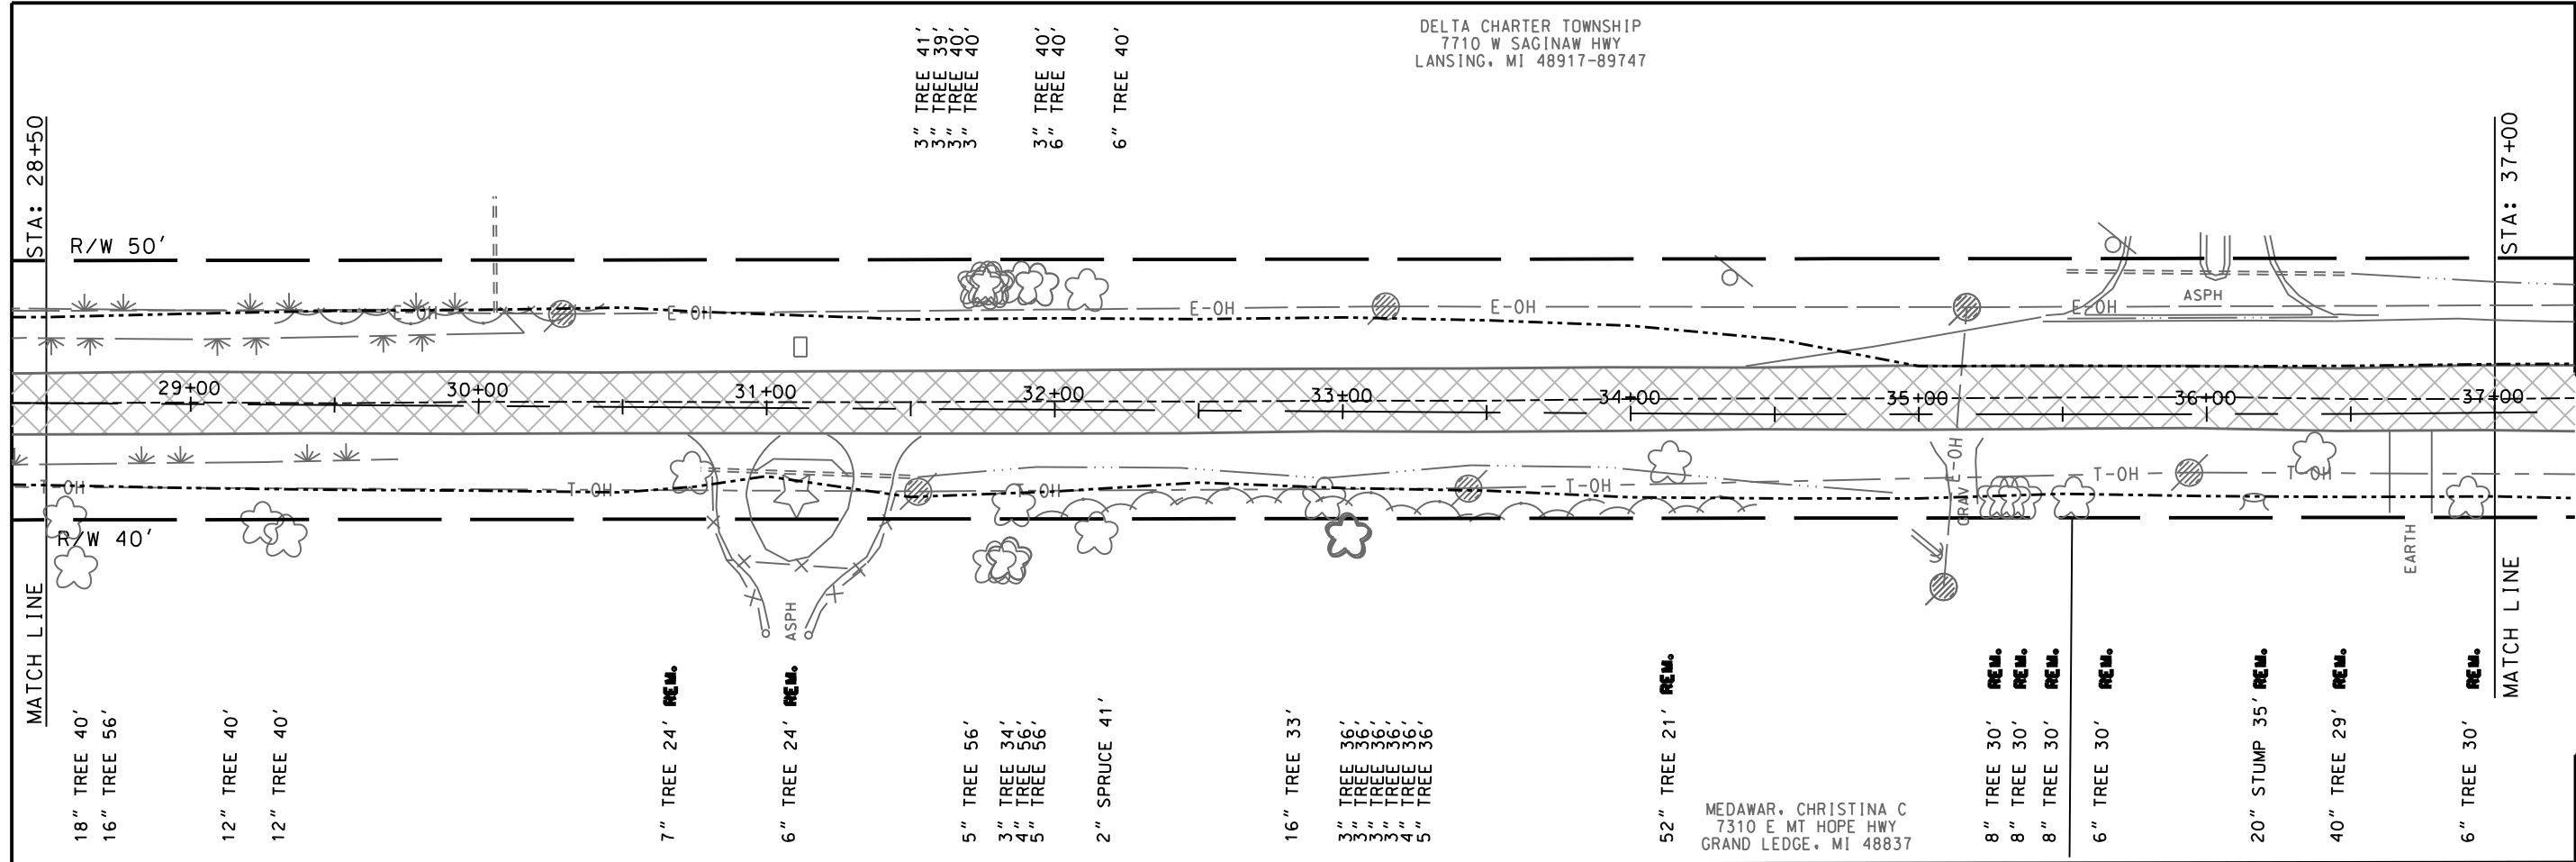 3" TREE 41'
3" TREE 39'
3" TREE 40'
3" TREE 40'
3" TREE 40'
6" TREE 40'
6" TREE 40'
DELTA CHARTER TOWNSHIP
7710 W SAGINAW HWY
LANSING, MI 48917-89747
STA: 28+50
STA: 37+00
R/W 50'
E-OH
E-OH
E-OH
E-OH
E-OH
ASPH
29+00
30+00
31+00
32+00
33+00
34+00
35+00
36+00
37+00
T-OH
T-OH
T-OH
T-OH
T-OH
T-OH
E-OH
GRAV
R/W 40'
EARTH
ASPH
MATCH LINE
MATCH LINE
18" TREE 40'
16" TREE 56'
12" TREE 40'
12" TREE 40'
7" TREE 24' REM.
6" TREE 24' REM.
5" TREE 56'
3" TREE 34'
4" TREE 56'
5" TREE 56'
2" SPRUCE 41'
16" TREE 33'
3" TREE 36'
3" TREE 36'
3" TREE 36'
3" TREE 36'
4" TREE 36'
5" TREE 36'
52" TREE 21' REM.
8" TREE 30' REM.
8" TREE 30' REM.
8" TREE 30' REM.
6" TREE 30' REM.
20" STUMP 35' REM.
40" TREE 29' REM.
6" TREE 30' REM.
MEDAWAR, CHRISTINA C
7310 E MT HOPE HWY
GRAND LEDGE, MI 48837